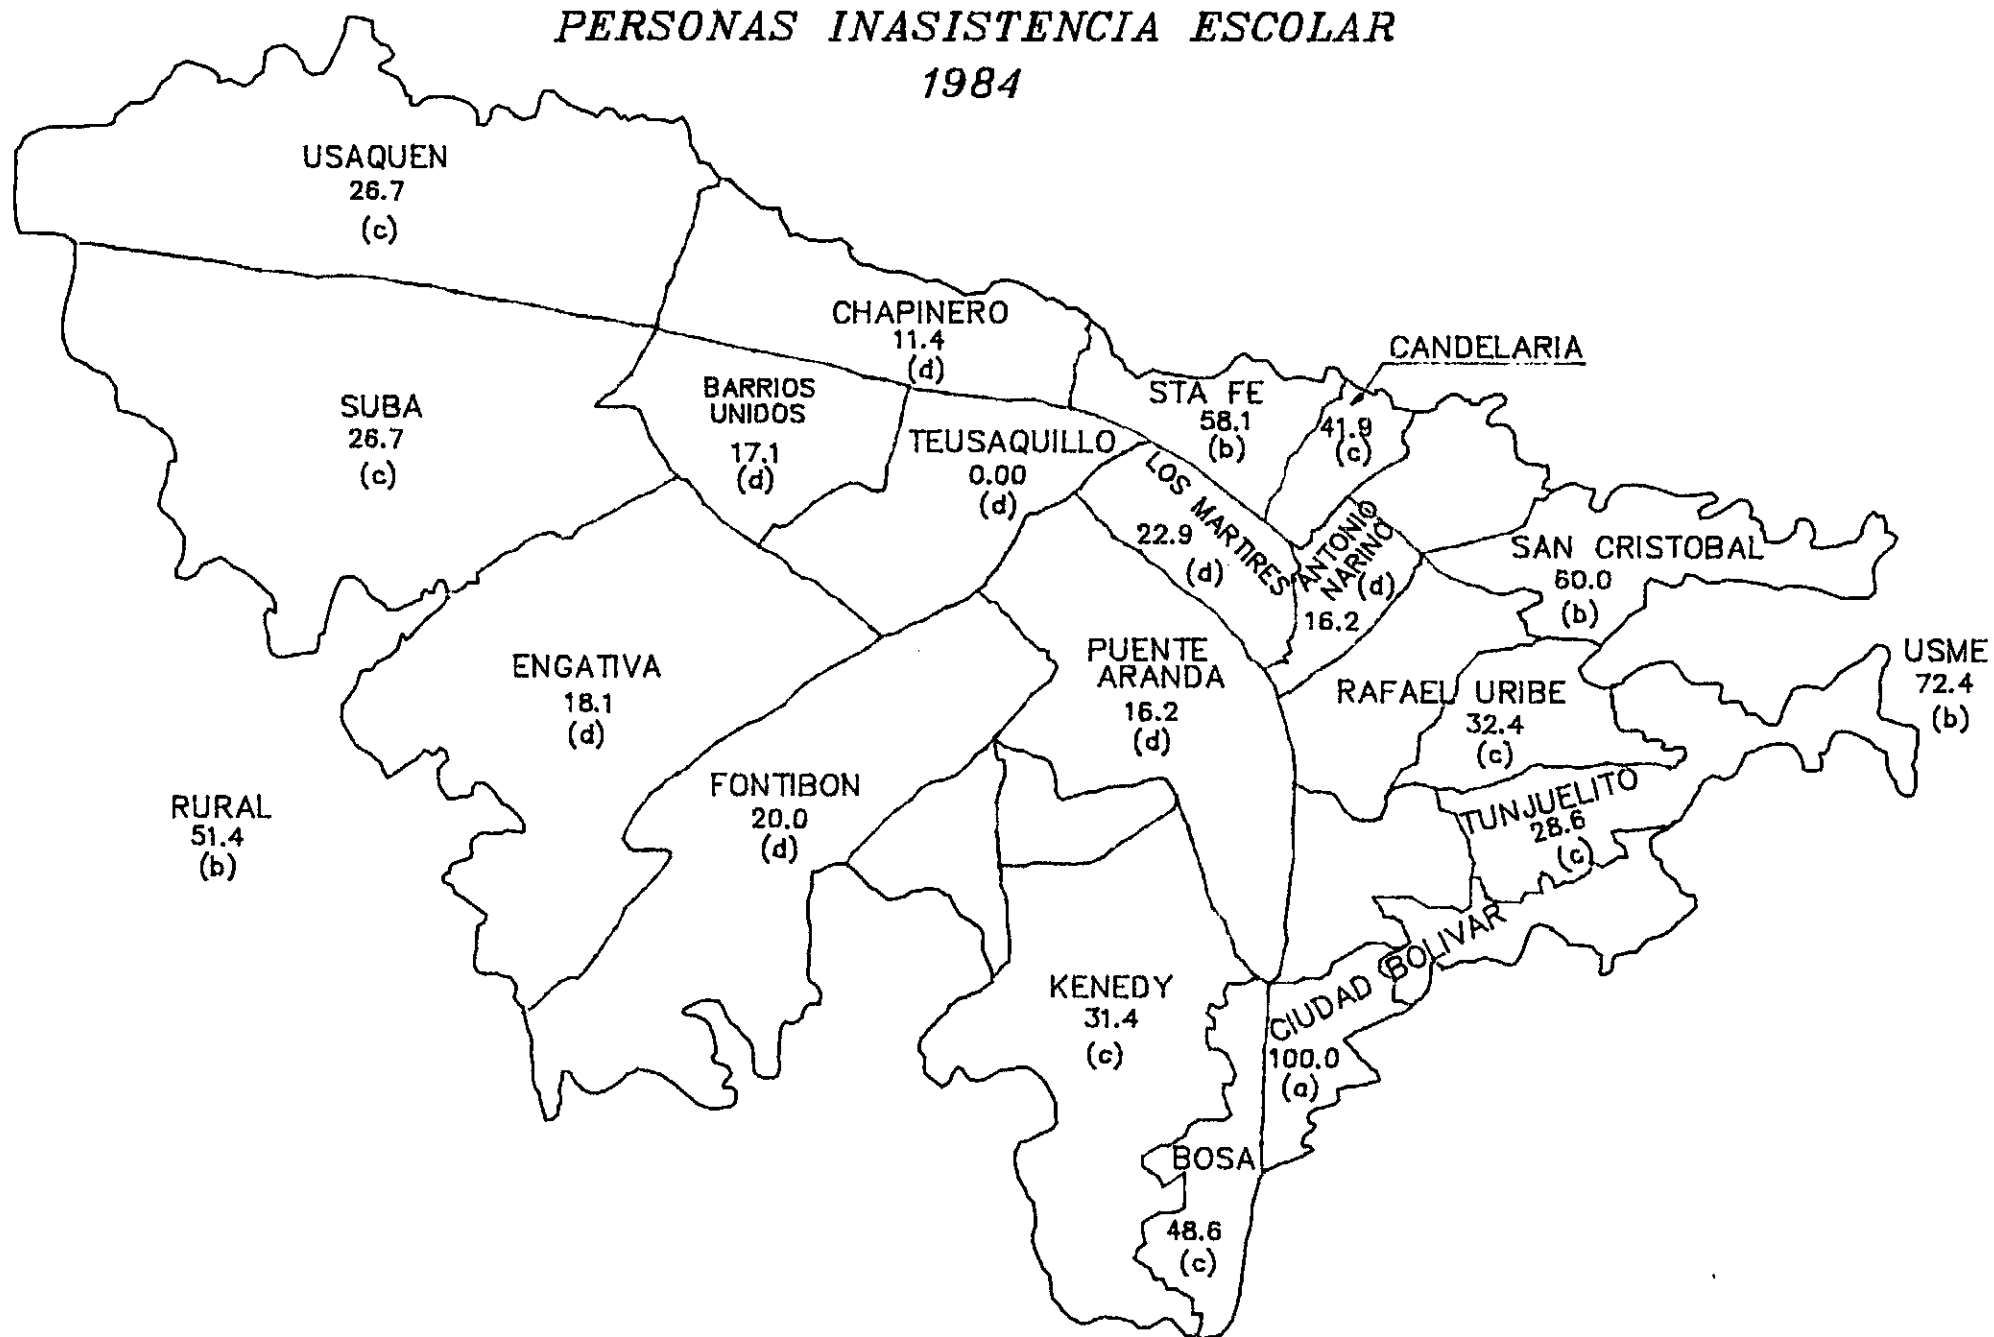 PERSONAS INASISTENCIA ESCOLAR
1984
USAQUEN
26.7
(c)
CHAPINERO
11.4
(d)
CANDELARIA
41.9
(c)
STA FE
58.1
(b)
SUBA
26.7
(c)
BARRIOS
UNIDOS
17.1
(d)
TEUSAQUILLO
0.00
(d)
LOS MARTIRES
22.9
(d)
ANTONIO
NARINO
(d)
16.2
SAN CRISTOBAL
60.0
(b)
USME
72.4
(b)
ENGATIVA
18.1
(d)
PUENTE
ARANDA
16.2
(d)
RAFAEL URIBE
32.4
(c)
RURAL
51.4
(b)
FONTIBON
20.0
(d)
TUNJUELITO
28.6
(c)
KENEDY
31.4
(c)
CIUDAD BOLIVAR
100.0
(a)
BOSA
48.6
(c)